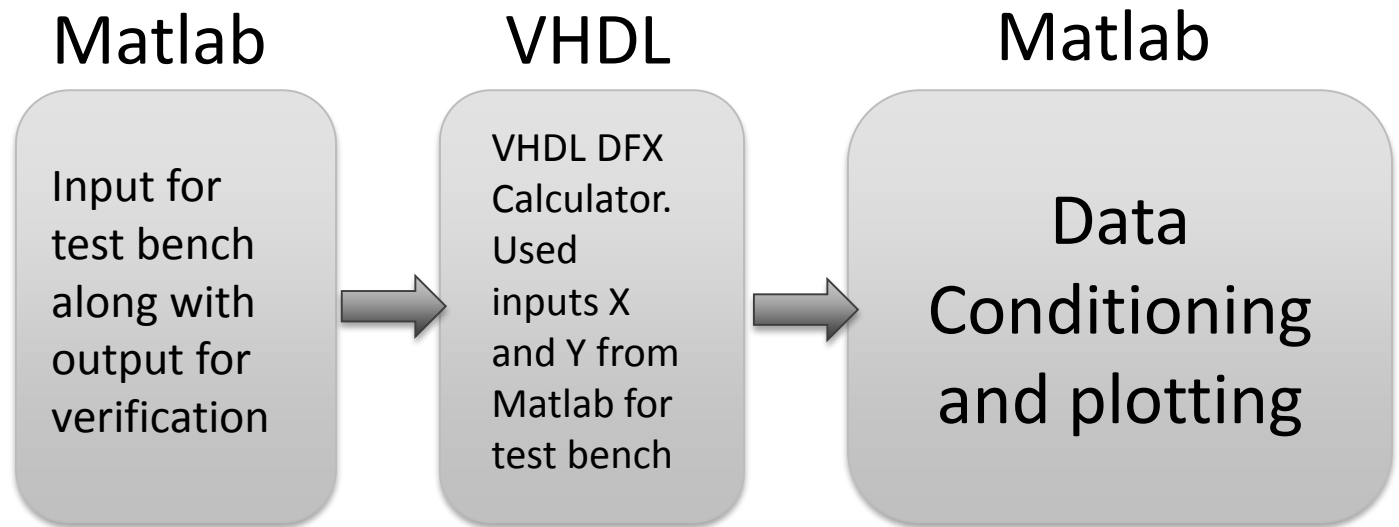 Matlab
VHDL
Matlab
Input for
test bench
along with
output for
verification
VHDL DFX
Calculator.
Used
inputs X
and Y from
Matlab for
test bench
Data
Conditioning
and plotting